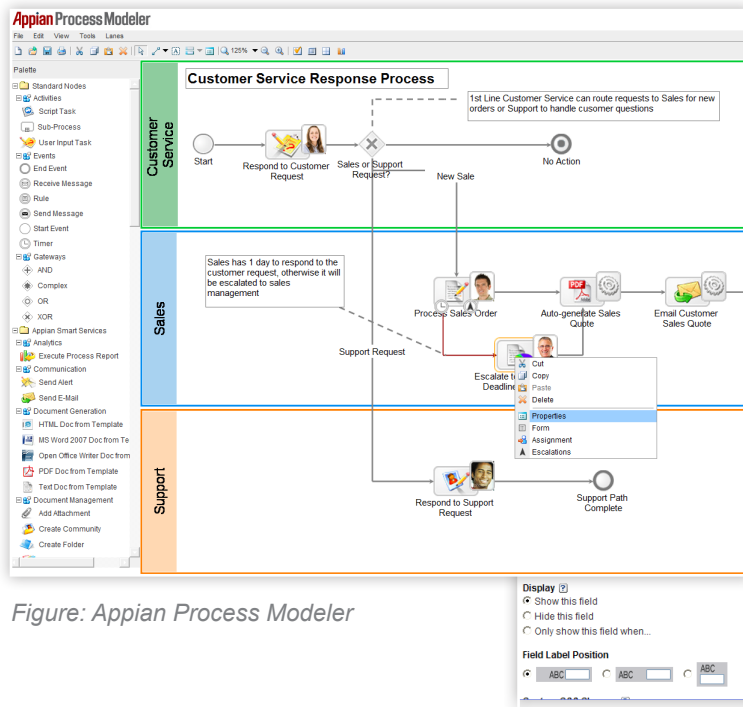 Appian Process Modeler
File Edit View Tools Lanes
125%
Palette
Standard Nodes
Activities
Script Task
Sub-Process
User Input Task
Events
End Event
Receive Message
Rule
Send Message
Start Event
Timer
Gateways
AND
Complex
OR
XOR
Appian Smart Services
Analytics
Execute Process Report
Communication
Send Alert
Send E-Mail
Document Generation
HTML Doc from Template
MS Word 2007 Doc from Te
Open Office Writer Doc from
PDF Doc from Template
Text Doc from Template
Document Management
Add Attachment
Create Community
Create Folder
Customer
Service
Customer Service Response Process
1st Line Customer Service can route requests to Sales for new
orders or Support to handle cusomer questions
Start
Respond to Customer
Request
Sales or Support
Request?
No Action
New Sale
Sales
Sales has 1 day to respond to the
customer request, otherwise it will
be escalated to sales
management
Process Sales Order
PDF
Auto-generate Sales
Quote
Email Customer
Sales Quote
Support Request
Escalate t
Deadline
Cut
Copy
Paste
Delete
Properties
Form
Assignment
Escalations
Support
Respond to Support
Request
Support Path
Complete
Figure: Appian Process Modeler
Display ?
Show this field
Hide this field
Only show this field when...
Field Label Position
ABC
ABC
ABC